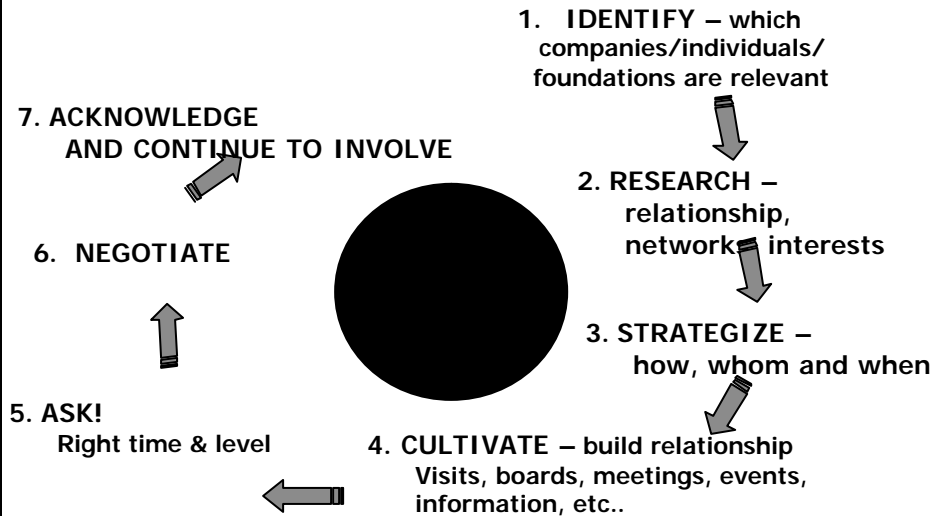 1. IDENTIFY – which
companies/individuals/
foundations are relevant
2. RESEARCH –
relationship,
networks, interests
3. STRATEGIZE –
how, whom and when
4. CULTIVATE – build relationship
Visits, boards, meetings, events,
information, etc..
5. ASK!
Right time & level
6. NEGOTIATE
7. ACKNOWLEDGE
AND CONTINUE TO INVOLVE